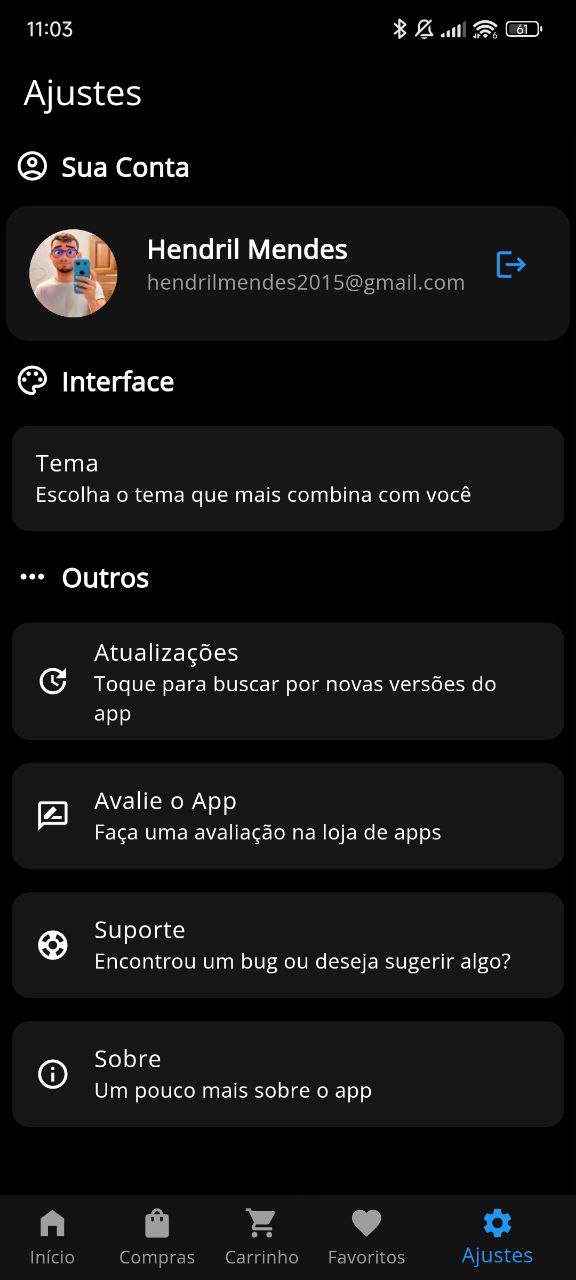 11:03
61
Ajustes
Sua Conta
Hendril Mendes
hendrilmendes2015@gmail.com
Interface
Tema
Escolha o tema que mais combina com você
Outros
Atualizações
Toque para buscar por novas versões do
app
Avalie o App
Faça uma avaliação na loja de apps
Suporte
Encontrou um bug ou deseja sugerir algo?
Sobre
Um pouco mais sobre o app
Início Compras Carrinho Favoritos Ajustes